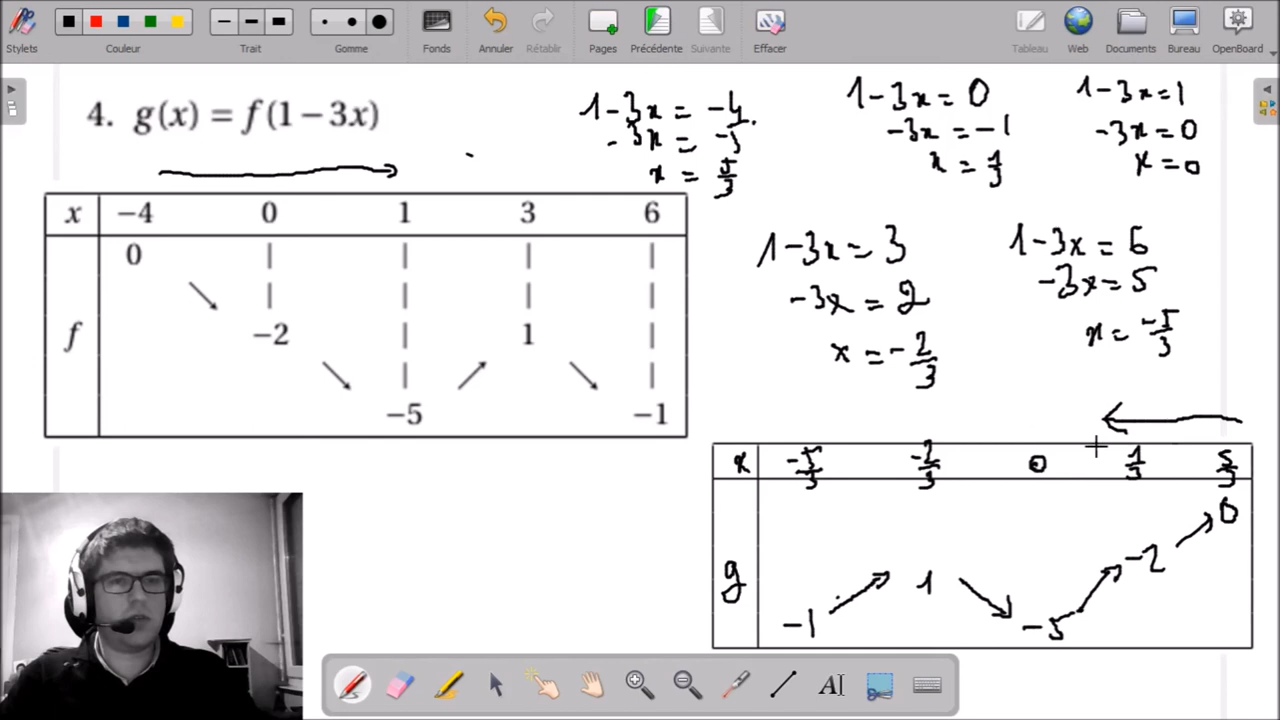 Stylets Couleur Trait Gomme Fonds Annuler Rétablir Pages Précédente Suivante Effacer Tableau Web Documents Bureau OpenBoard
4. g(x) = f(1 − 3x)
1-3x = -4
-3x = -5
x = 5/3
1-3x = 0
-3x = -1
x = 1/3
1-3x = 1
-3x = 0
x = 0
x −4 0 1 3 6
0
f −2 1
−5 −1
1-3x = 3
-3x = 2
x = -2/3
1-3x = 6
-3x = 5
x = -5/3
x -5/3 -2/3 0 1/3 5/3
0
g 1 -2
-1 -5
AI